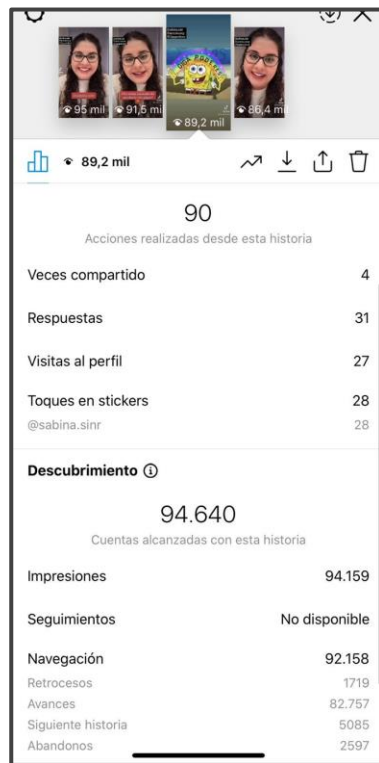 95 mil
91,5 mi
89,2 mil
86,4 mil
89,2 mil
90
Acciones realizadas desde esta historia
Veces compartido 4
Respuestas 31
Visitas al perfil 27
Toques en stickers 28
@sabina.sinr 28
Descubrimiento
94.640
Cuentas alcanzadas con esta historia
Impresiones 94.159
Seguimientos No disponible
Navegación 92.158
Retrocesos 1719
Avances 82.757
Siguiente historia 5085
Abandonos 2597